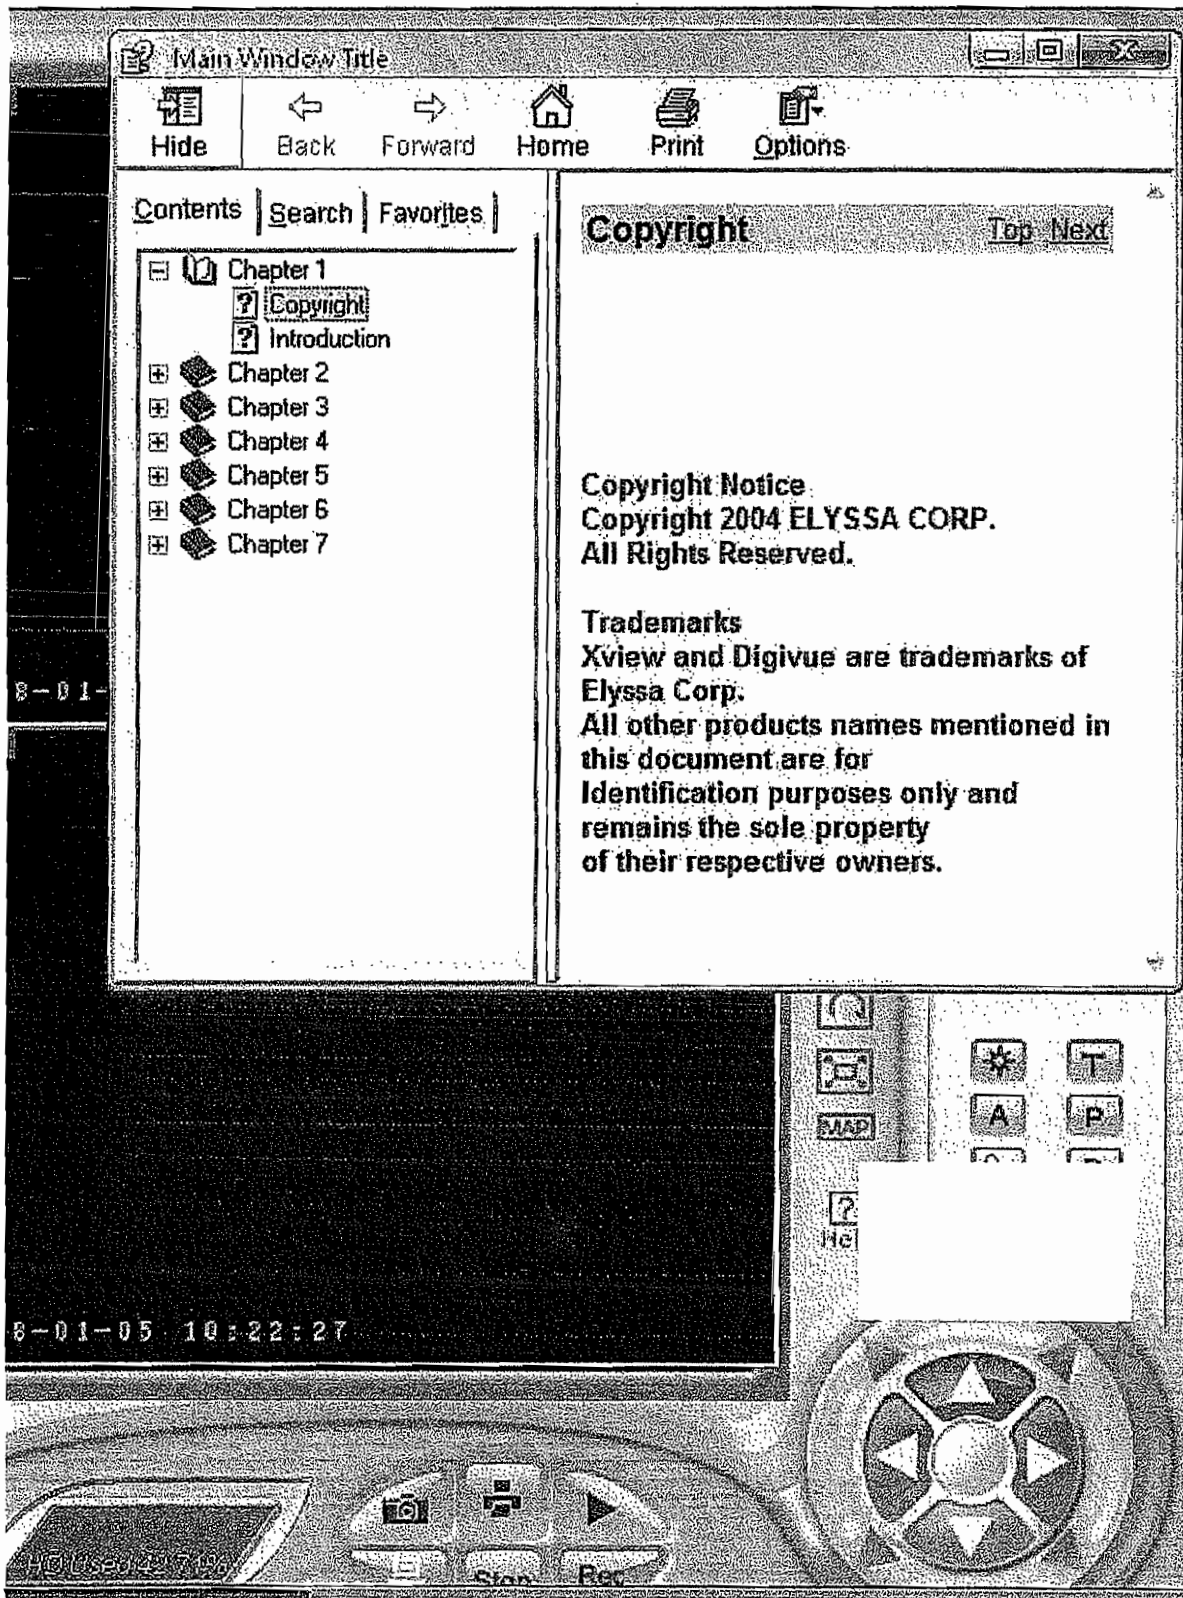 Main Window Title
Hide Back Forward Home Print Options
Contents Search Favorites
Chapter 1
Copyright
Introduction
Chapter 2
Chapter 3
Chapter 4
Chapter 5
Chapter 6
Chapter 7
Copyright Top Next
Copyright Notice
Copyright 2004 ELYSSA CORP.
All Rights Reserved.
Trademarks
Xview and Digivue are trademarks of
Elyssa Corp.
All other products names mentioned in
this document are for
Identification purposes only and
remains the sole property
of their respective owners.
8-01-
T
A P
MAP
8-01-05 10:22:27
Stop Rec